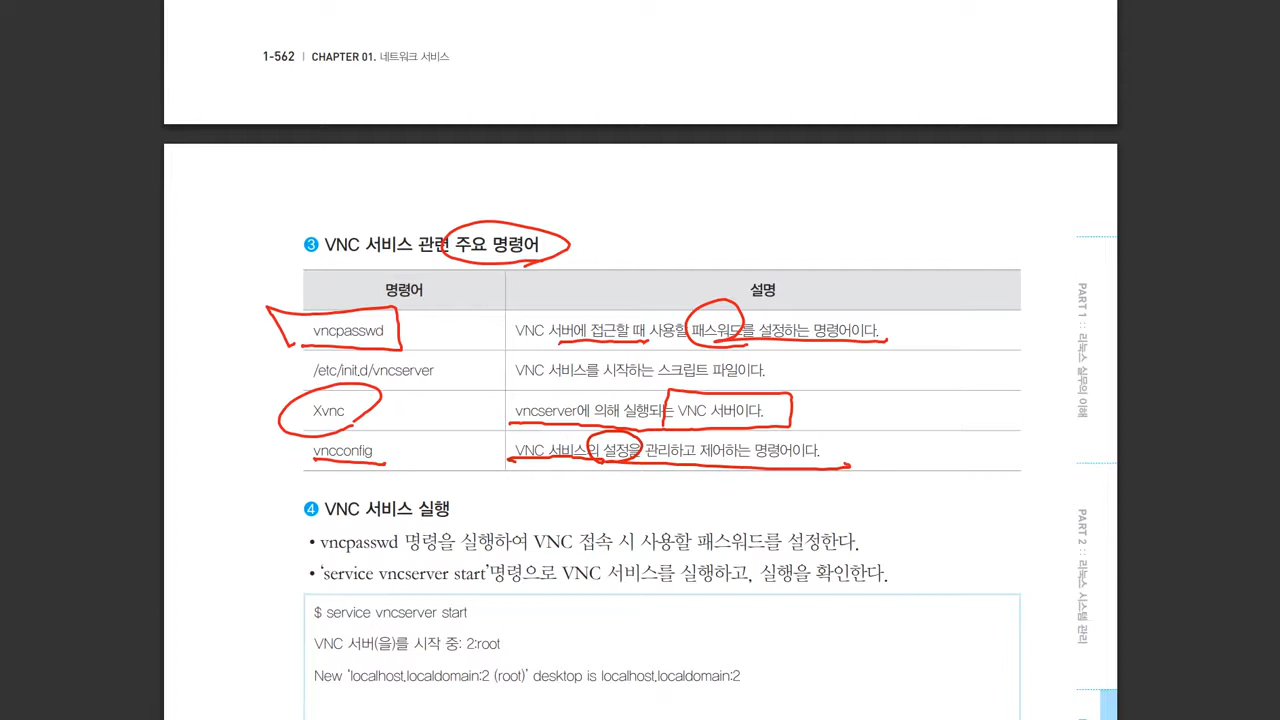 1-562 | CHAPTER 01. 네트워크 서비스
③ VNC 서비스 관련 주요 명령어
명령어 설명
vncpasswd VNC 서버에 접근할 때 사용할 패스워드를 설정하는 명령어이다.
/etc/init.d/vncserver VNC 서비스를 시작하는 스크립트 파일이다.
Xvnc vncserver에 의해 실행되는 VNC 서버이다.
vncconfig VNC 서비스의 설정을 관리하고 제어하는 명령어이다.
④ VNC 서비스 실행
• vncpasswd 명령을 실행하여 VNC 접속 시 사용할 패스워드를 설정한다.
• ‘service vncserver start’명령으로 VNC 서비스를 실행하고, 실행을 확인한다.
$ service vncserver start
VNC 서버(을)를 시작 중: 2:root
New ‘localhost.localdomain:2 (root)’ desktop is localhost.localdomain:2
PART 1 :: 리눅스 실무의 이해
PART 2 :: 리눅스 시스템 관리